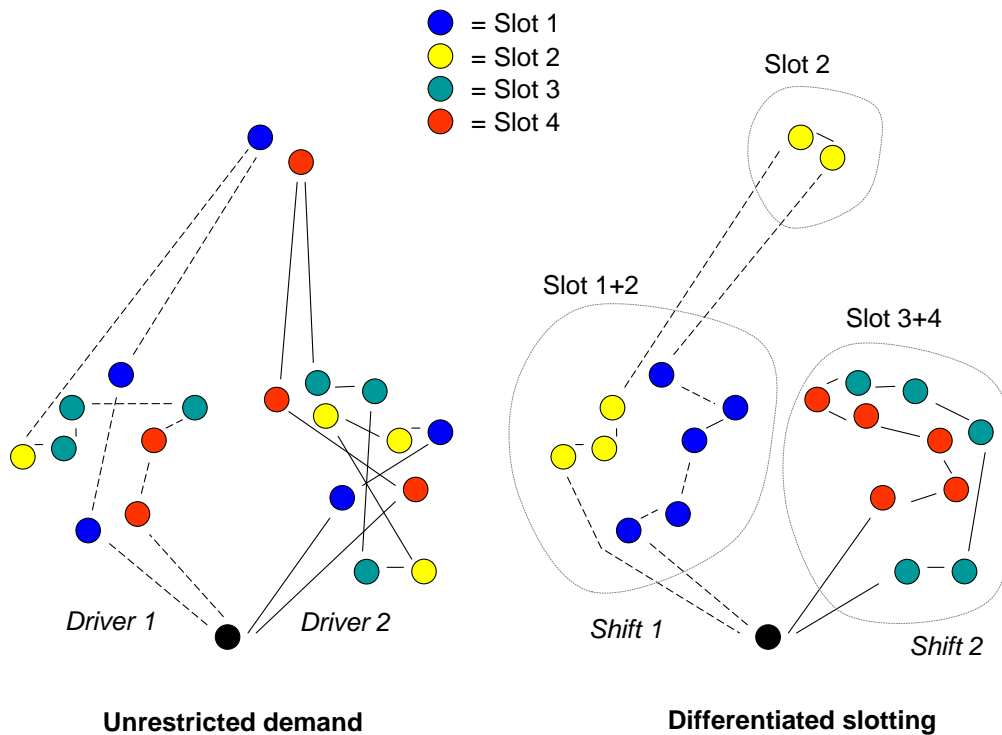 = Slot 1
= Slot 2
= Slot 3
= Slot 4
Slot 2
Slot 1+2
Slot 3+4
Driver 1
Driver 2
Shift 1
Shift 2
Unrestricted demand
Differentiated slotting